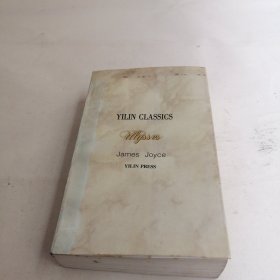 YILIN CLASSICS
Ulysses
James Joyce
YILIN PRESS